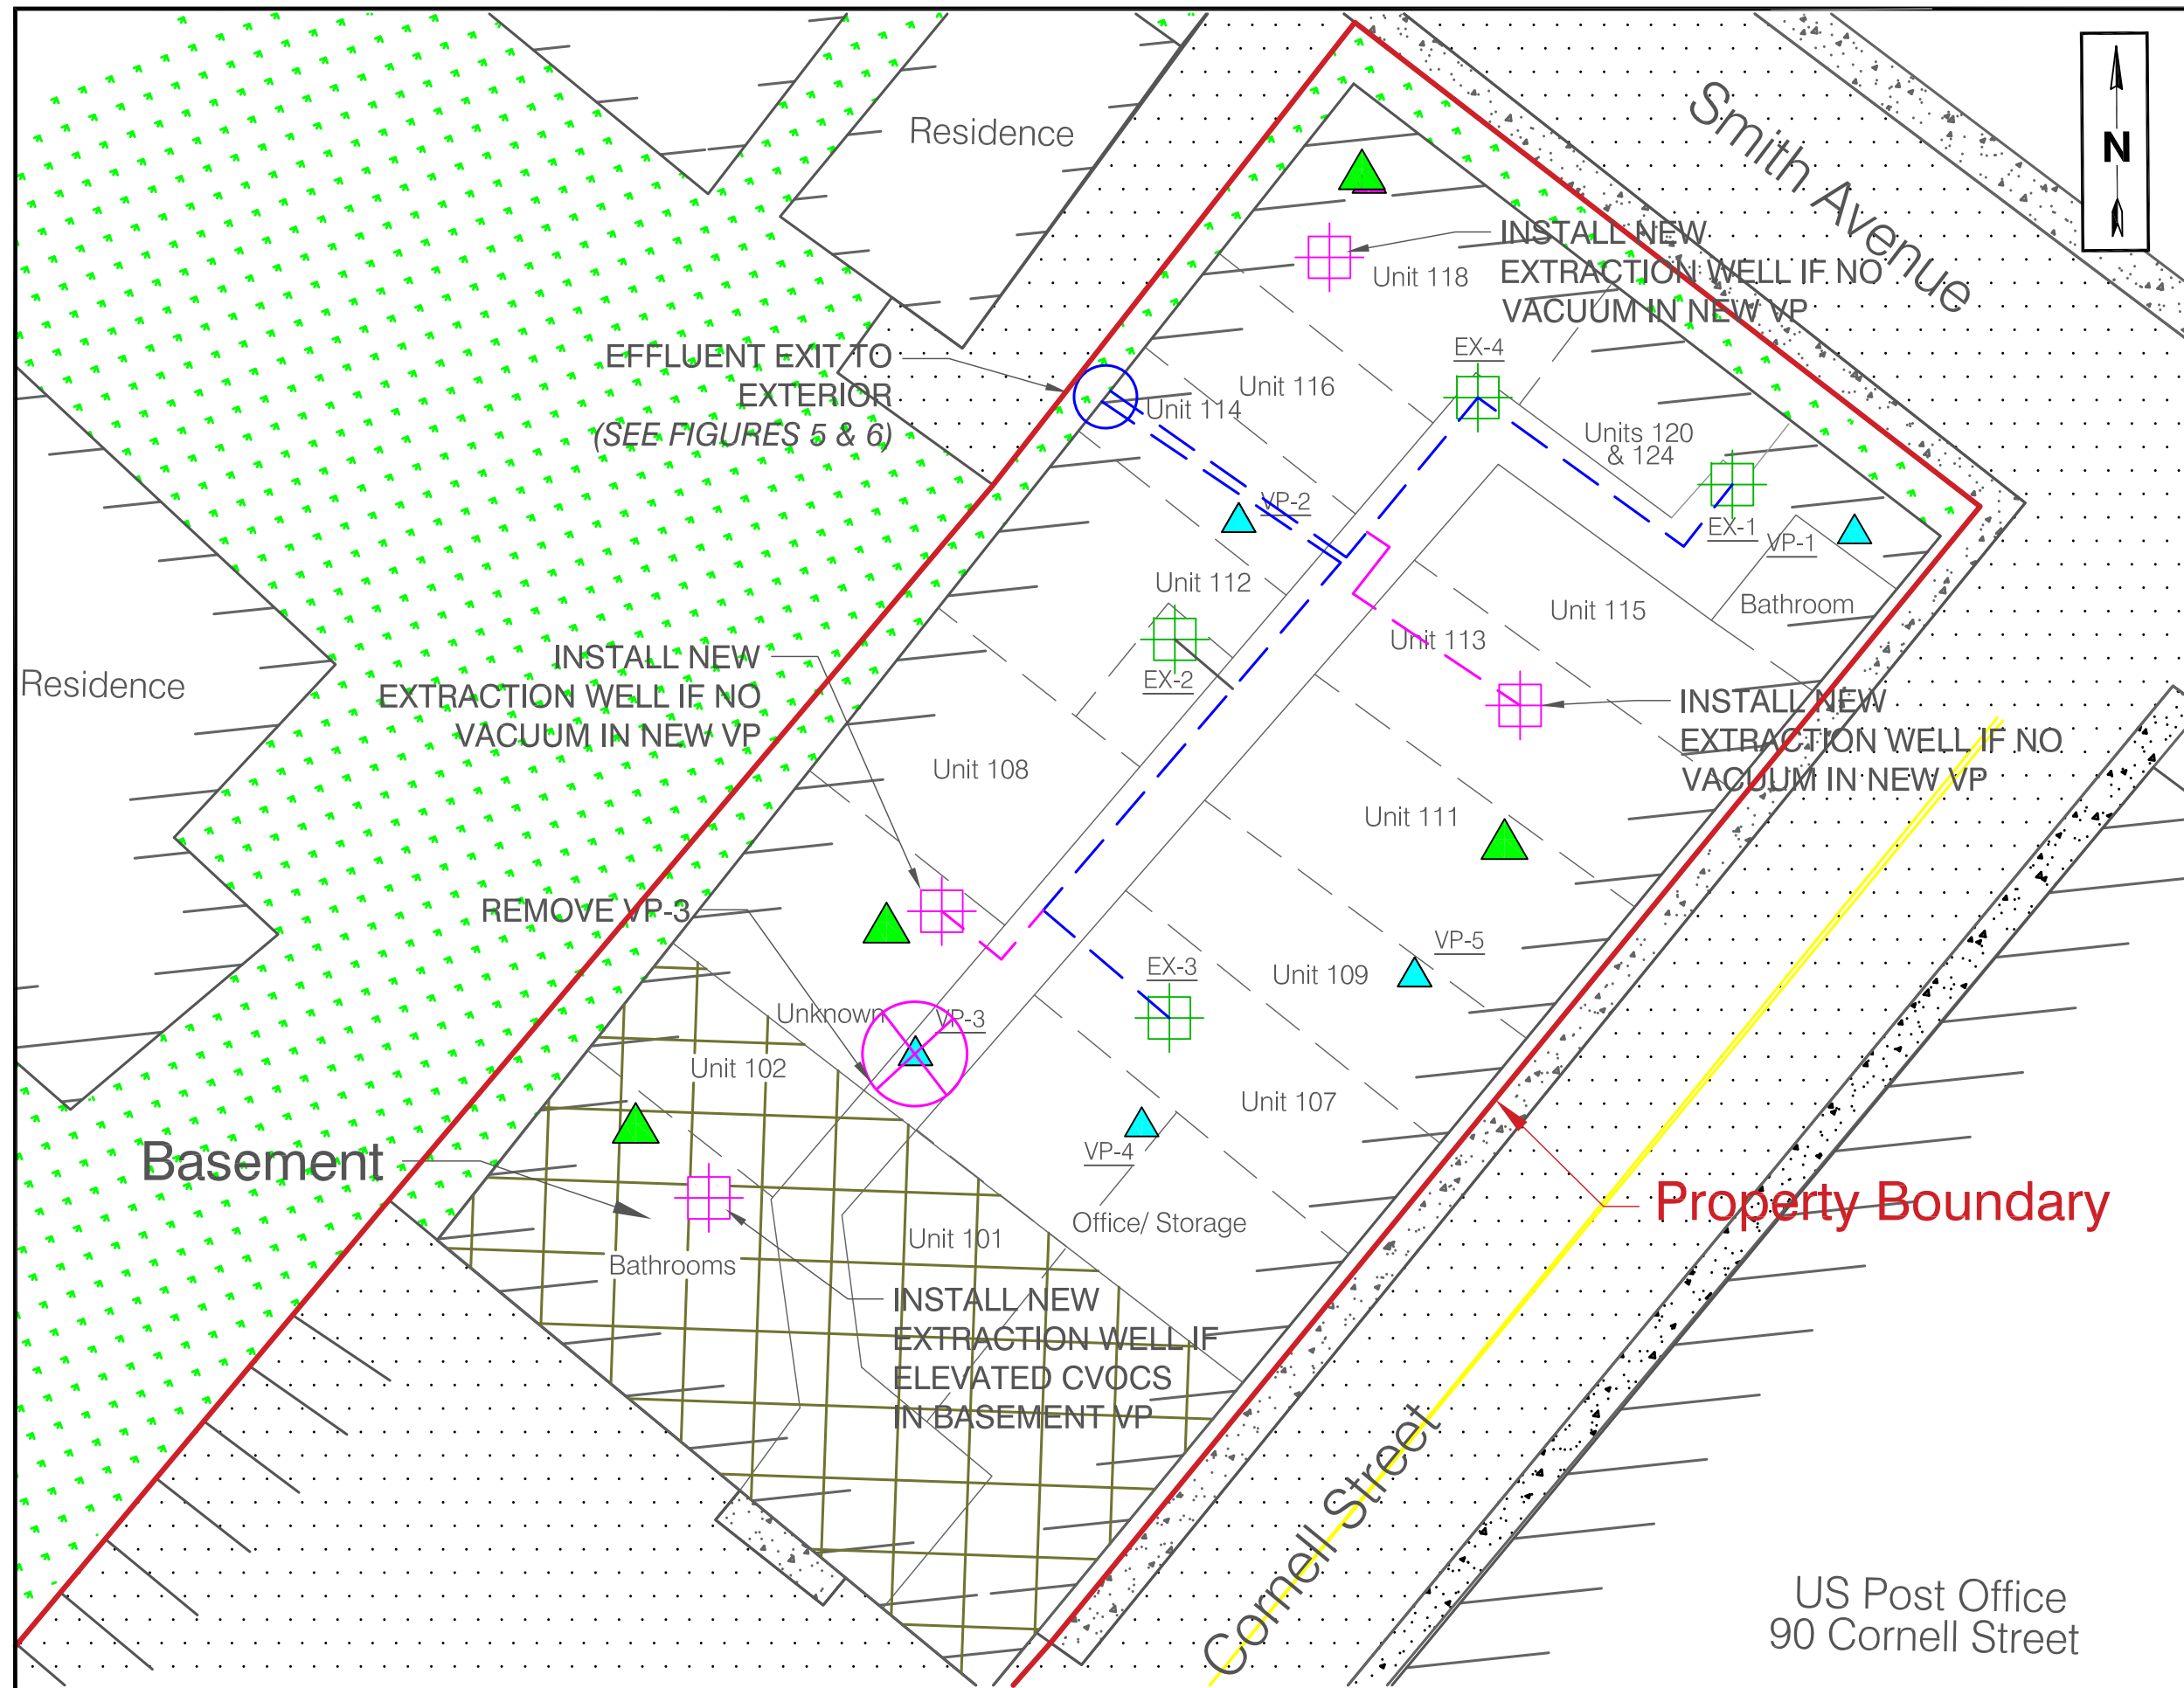 Residence
Smith Avenue
N
INSTALL NEW
EXTRACTION WELL IF NO
VACUUM IN NEW VP
Unit 118
EFFLUENT EXIT TO
EXTERIOR
(SEE FIGURES 5 & 6)
EX-4
Unit 116
Unit 114
Units 120
& 124
VP-2
EX-1
VP-1
Unit 112
Unit 115
Bathroom
Unit 113
Residence
INSTALL NEW
EXTRACTION WELL IF NO
VACUUM IN NEW VP
EX-2
INSTALL NEW
EXTRACTION WELL IF NO
VACUUM IN NEW VP
Unit 108
Unit 111
REMOVE VP-3
VP-5
EX-3
Unit 109
Unknown
VP-3
Unit 102
Unit 107
Basement
VP-4
Property Boundary
Office/ Storage
Unit 101
Bathrooms
INSTALL NEW
EXTRACTION WELL IF
ELEVATED CVOCS
IN BASEMENT VP
Cornell Street
US Post Office
90 Cornell Street